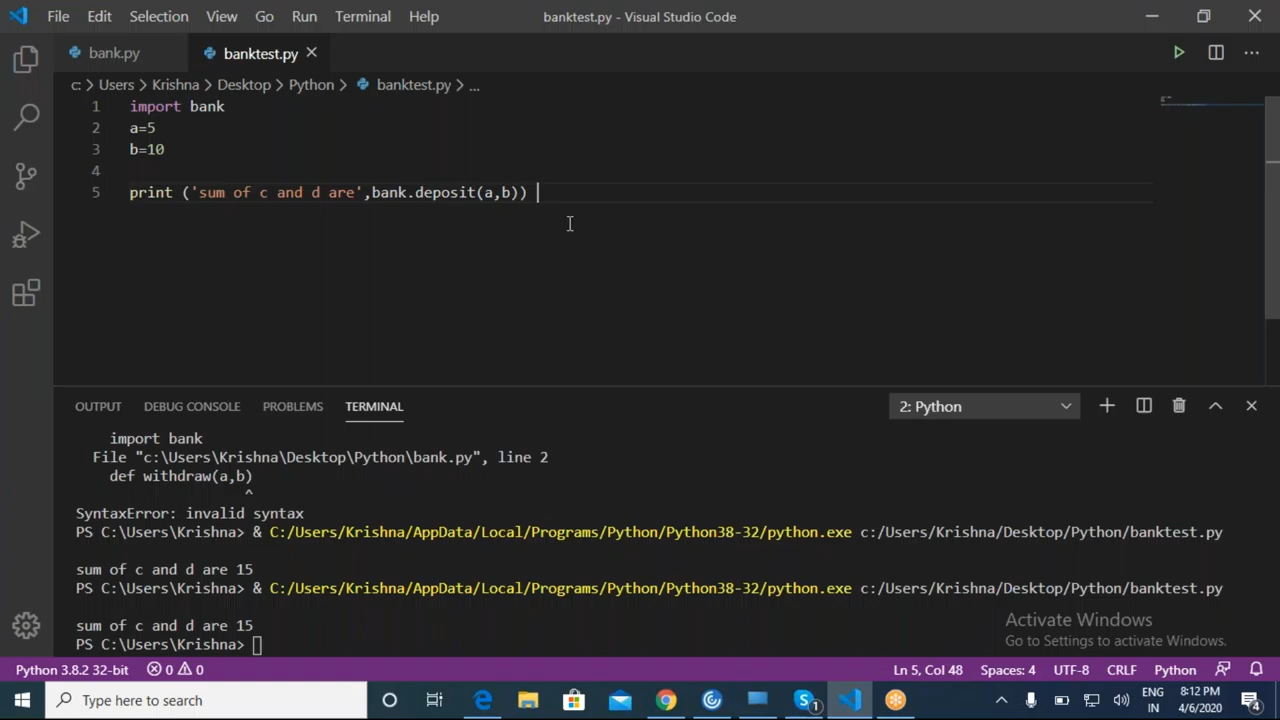 File Edit Selection View Go Run Terminal Help banktest.py - Visual Studio Code
bank.py banktest.py
c: > Users > Krishna > Desktop > Python > banktest.py > ...
1 import bank
2 a=5
3 b=10
4
5 print ('sum of c and d are',bank.deposit(a,b))
OUTPUT DEBUG CONSOLE PROBLEMS TERMINAL 2: Python
import bank
File "c:\Users\Krishna\Desktop\Python\bank.py", line 2
def withdraw(a,b)
^
SyntaxError: invalid syntax
PS C:\Users\Krishna> & C:/Users/Krishna/AppData/Local/Programs/Python/Python38-32/python.exe c:/Users/Krishna/Desktop/Python/banktest.py
sum of c and d are 15
PS C:\Users\Krishna> & C:/Users/Krishna/AppData/Local/Programs/Python/Python38-32/python.exe c:/Users/Krishna/Desktop/Python/banktest.py
sum of c and d are 15
PS C:\Users\Krishna>
Activate Windows
Go to Settings to activate Windows.
Python 3.8.2 32-bit 0 0 Ln 5, Col 48 Spaces: 4 UTF-8 CRLF Python
Type here to search 1 ENG 8:12 PM
IN 4/6/2020 4